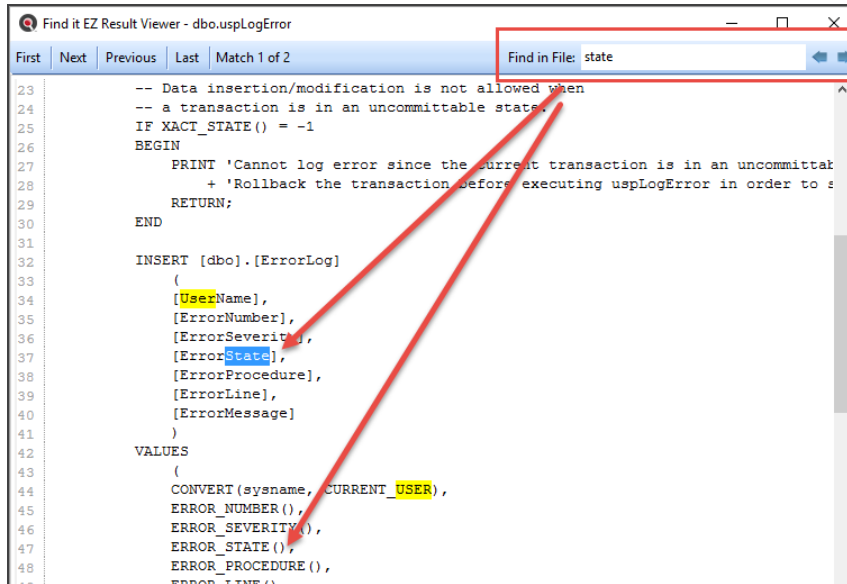 Find it EZ Result Viewer - dbo.uspLogError
First Next Previous Last Match 1 of 2 Find in File: state
23 -- Data insertion/modification is not allowed when
24 -- a transaction is in an uncommittable state.
25 IF XACT_STATE() = -1
26 BEGIN
27 PRINT 'Cannot log error since the current transaction is in an uncommittab
28 + 'Rollback the transaction before executing uspLogError in order to s
29 RETURN;
30 END
31
32 INSERT [dbo].[ErrorLog]
33 (
34 [UserName],
35 [ErrorNumber],
36 [ErrorSeverity],
37 [ErrorState],
38 [ErrorProcedure],
39 [ErrorLine],
40 [ErrorMessage]
41 )
42 VALUES
43 (
44 CONVERT(sysname, CURRENT_USER),
45 ERROR_NUMBER(),
46 ERROR_SEVERITY(),
47 ERROR_STATE(),
48 ERROR_PROCEDURE(),
ERROR_LINE()